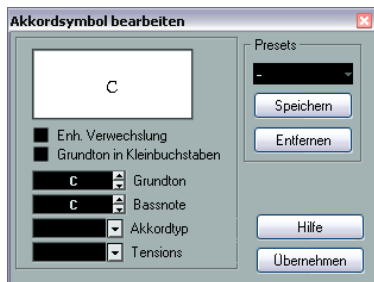 Akkordsymbol bearbeiten
C
Enh. Verwechslung
Grundton in Kleinbuchstaben
C Grundton
C Bassnote
Akkordtyp
Tensions
Presets
-
Speichern
Entfernen
Hilfe
Übernehmen